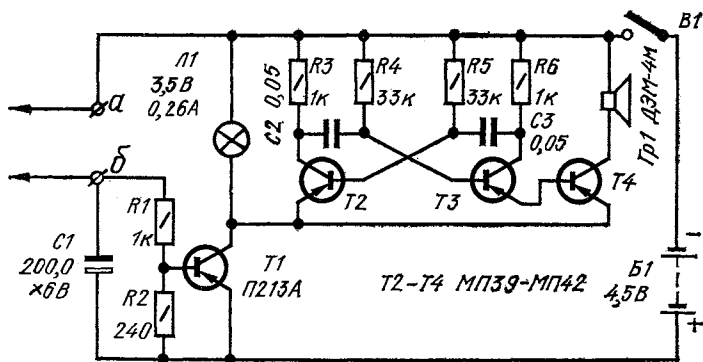 В1
Л1
3,5В
0,26А
а
б
0,05
С2
R3
1к
R4
33к
R5
33к
R6
1к
С3
0,05
Гр1 ДЭМ-4М
Т2
Т3
Т4
R1
1к
С1
200,0
×6В
R2
240
Т1
П213А
Т2-Т4 МП39-МП42
Б1
4,5В
-
+